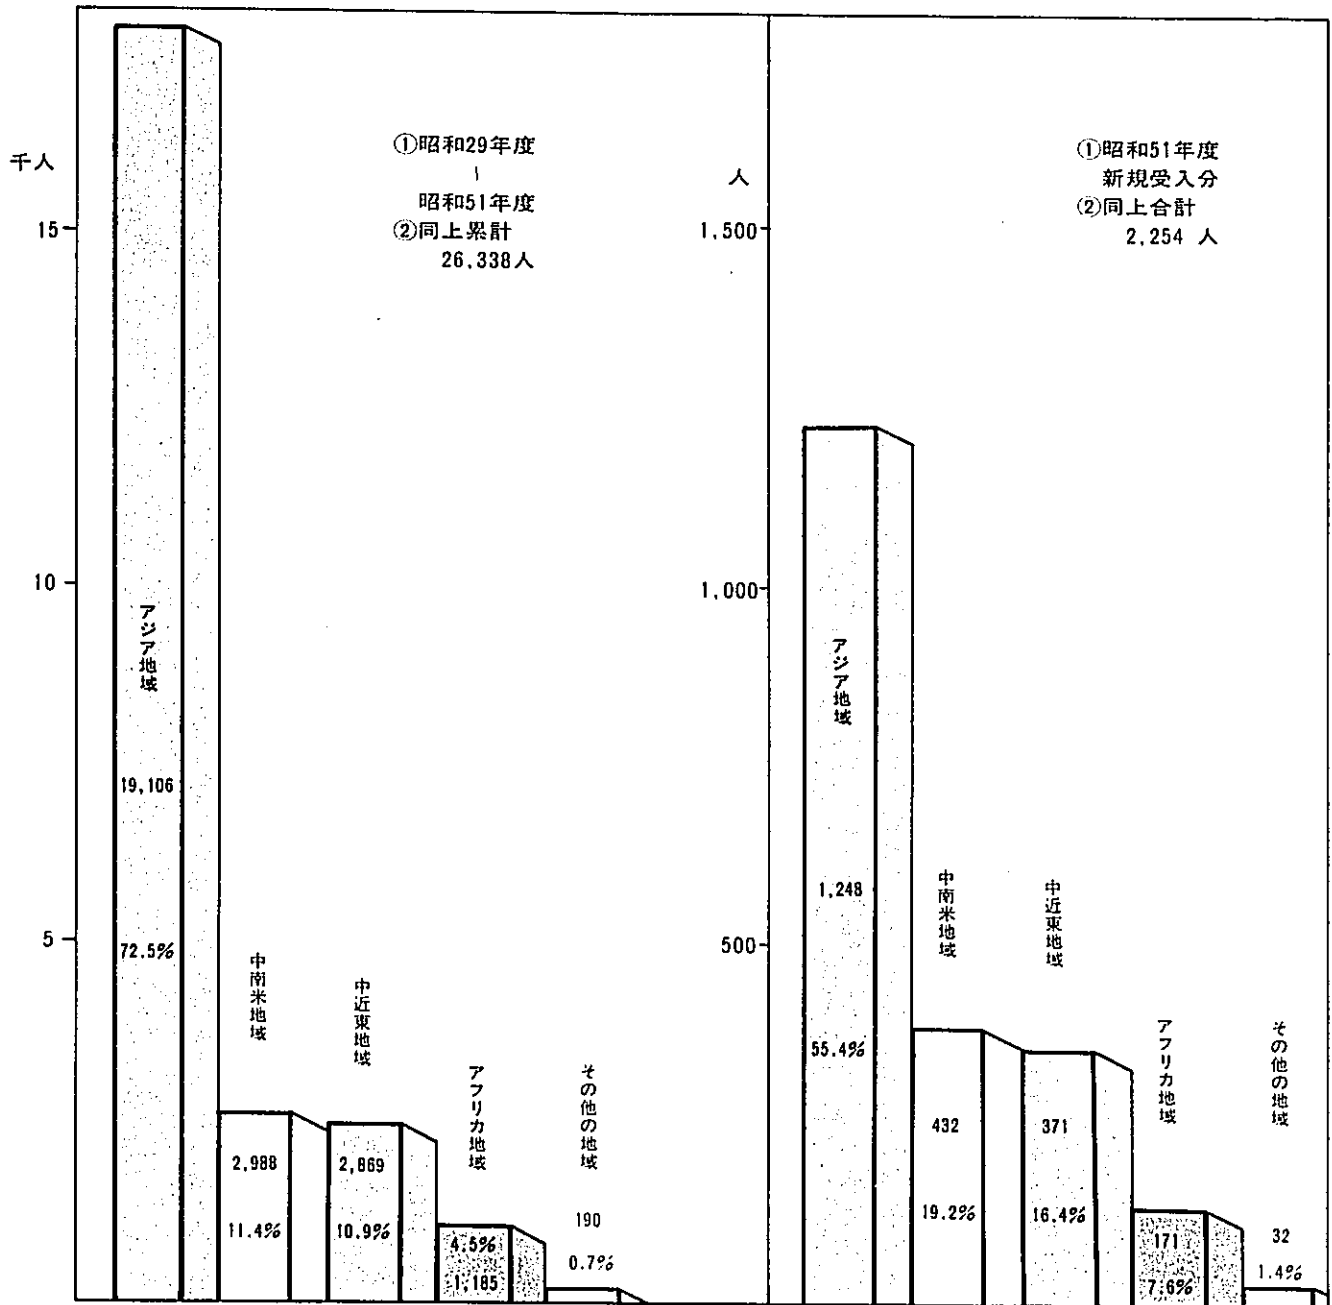 千人
15
10
5
①昭和29年度
~
昭和51年度
②同上累計
26,338人
アジア地域
19,106
72.5%
中南米地域
2,988
11.4%
中近東地域
2,869
10.9%
アフリカ地域
4.5%
1,185
その他の地域
190
0.7%
人
1,500
1,000
500
①昭和51年度
新規受入分
②同上合計
2,254 人
アジア地域
1,248
55.4%
中南米地域
432
19.2%
中近東地域
371
16.4%
アフリカ地域
171
7.6%
その他の地域
32
1.4%